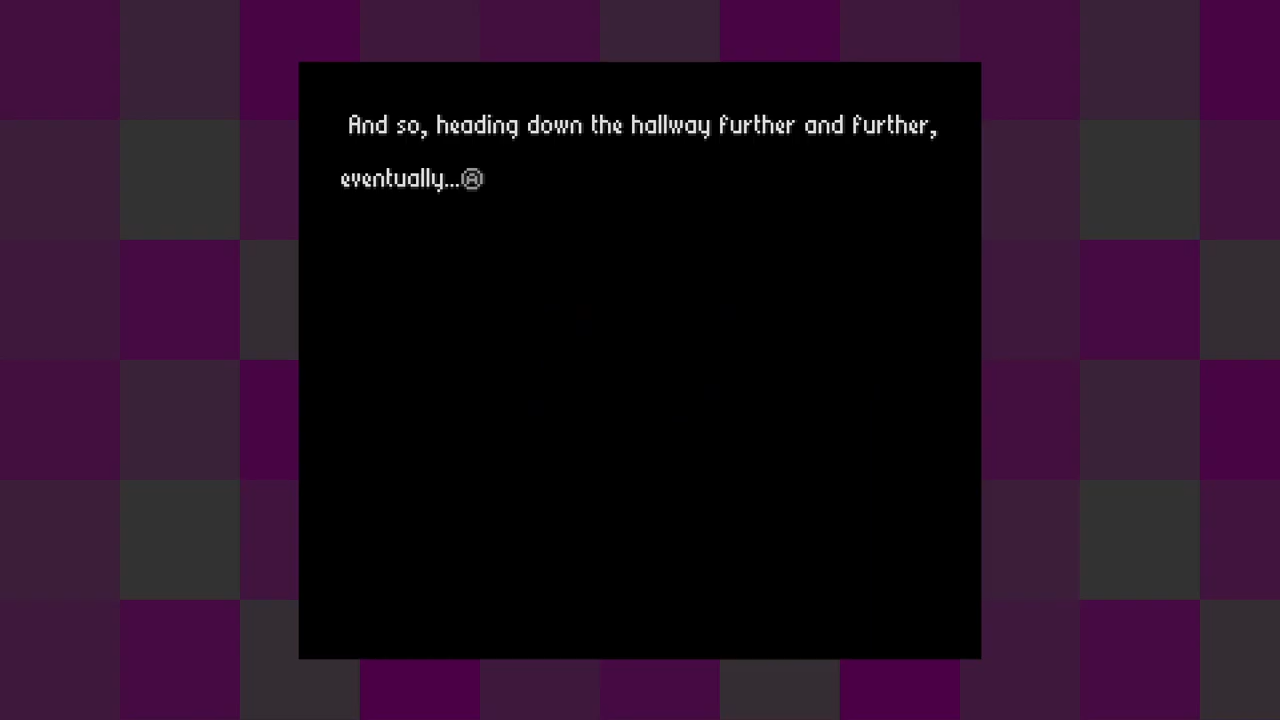 And so, heading down the hallway further and further,
eventually...Ⓐ